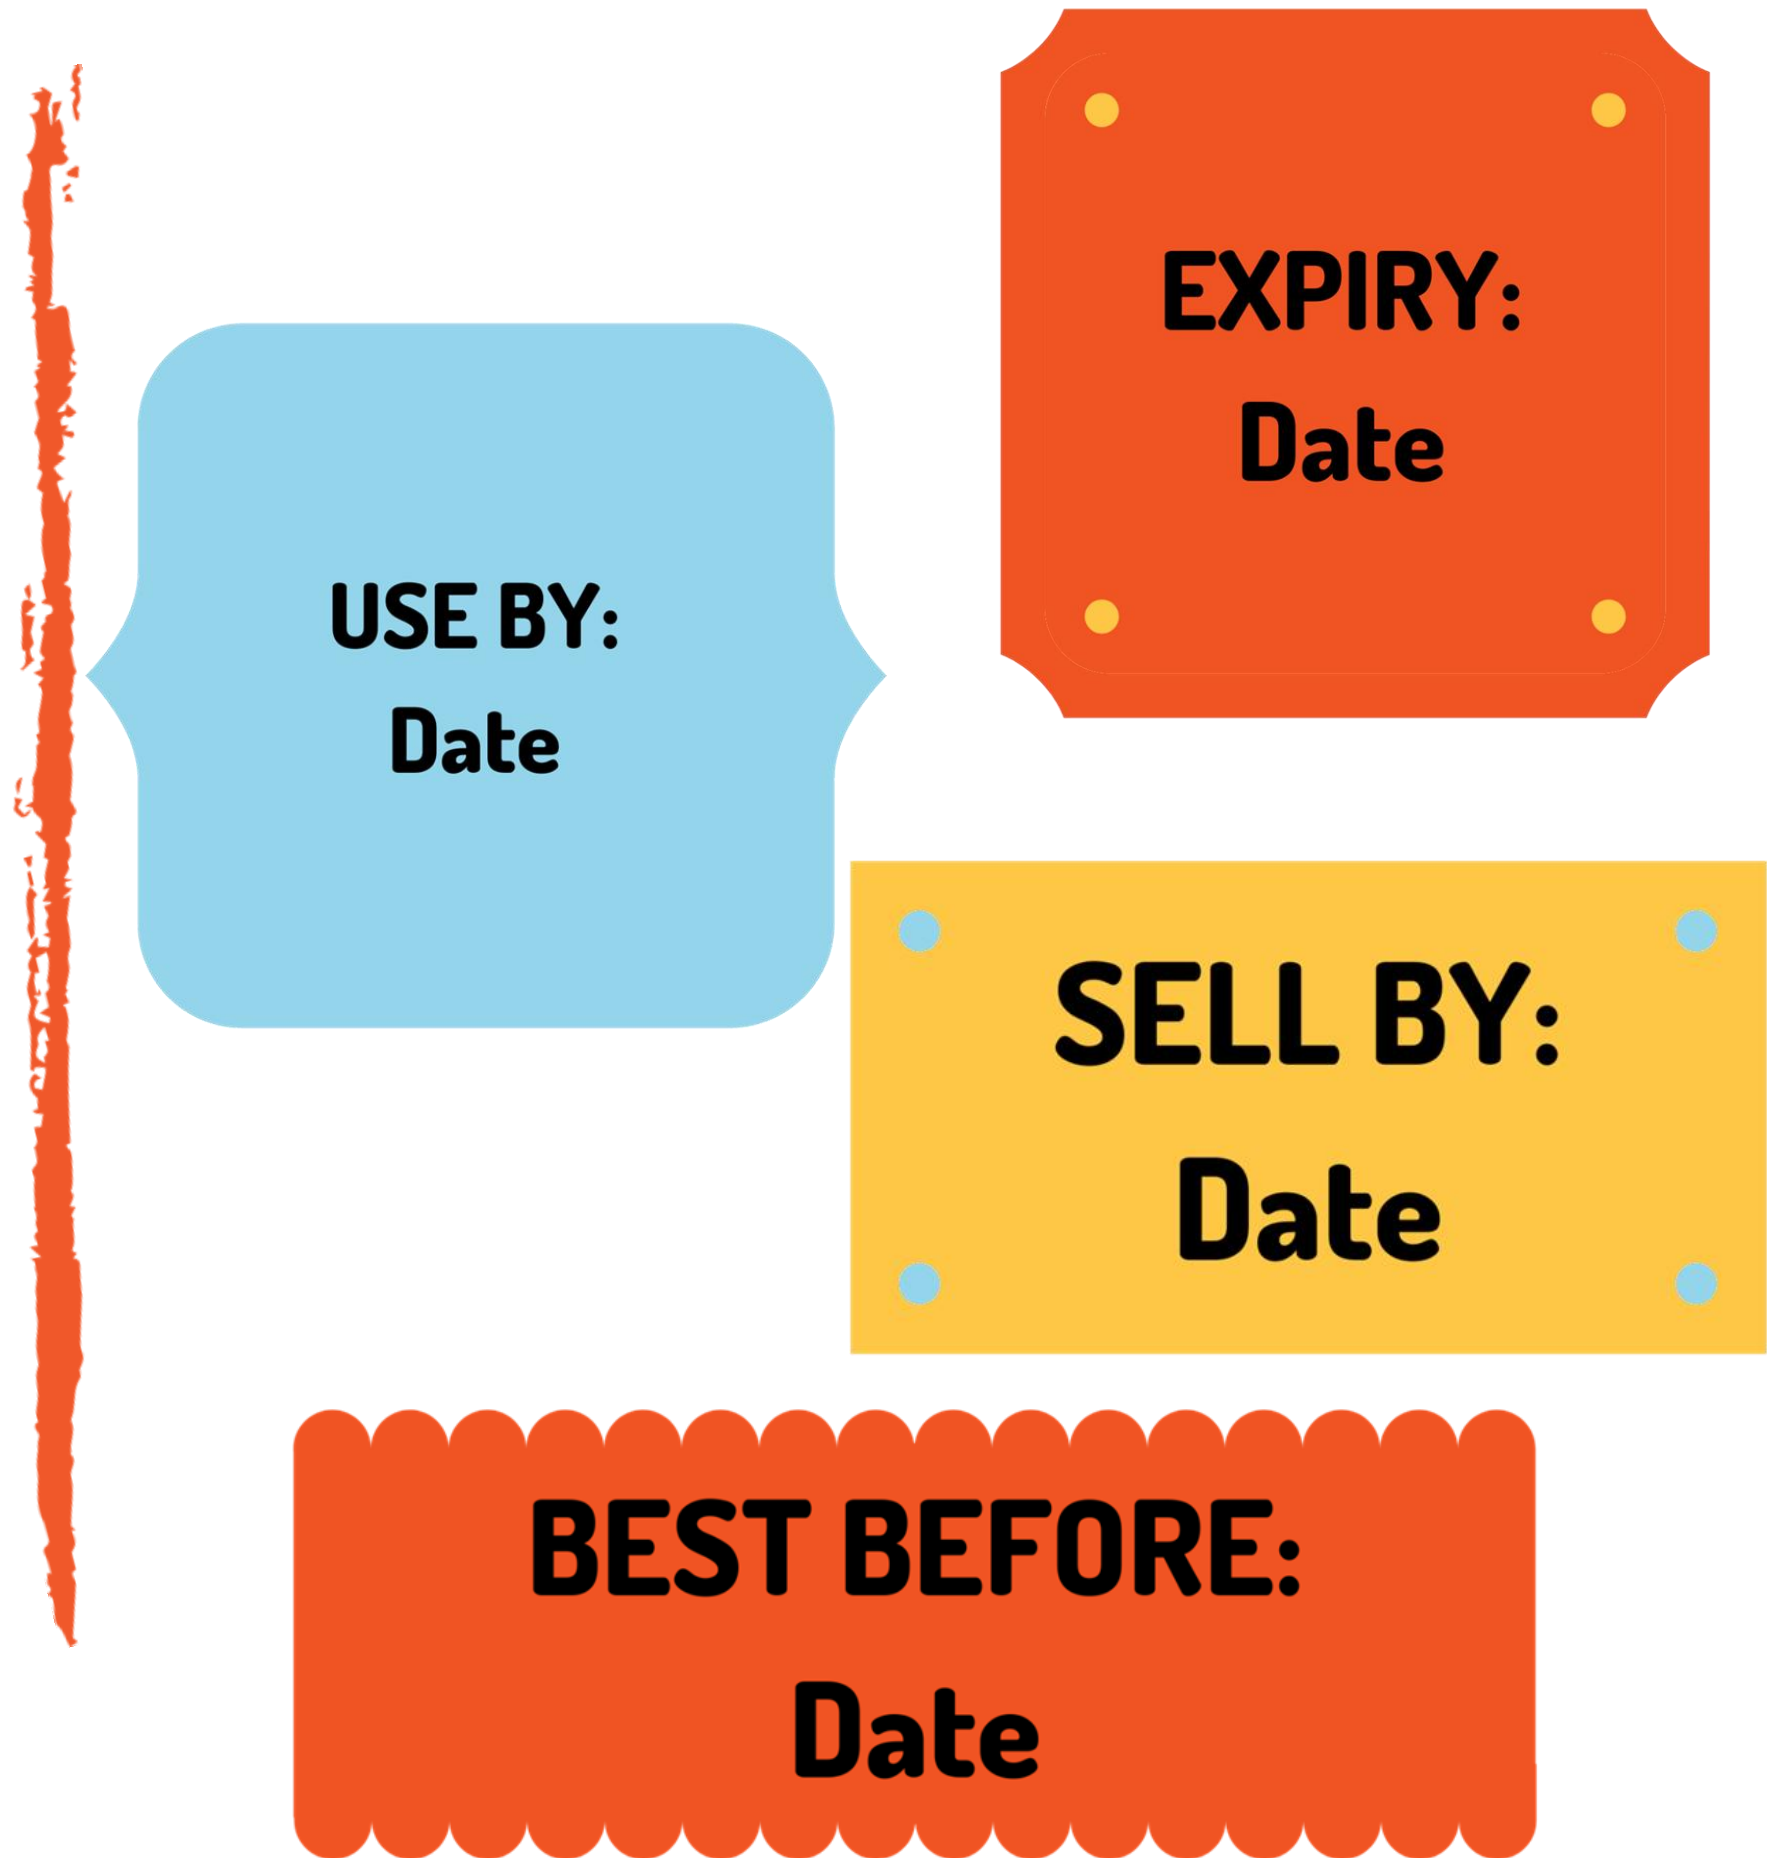 EXPIRY:
Date
USE BY:
Date
SELL BY:
Date
BEST BEFORE:
Date